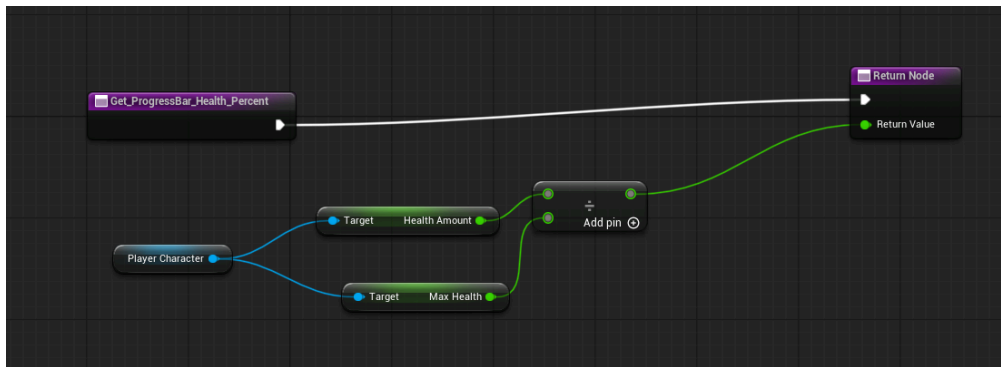 Get_ProgressBar_Health_Percent
Return Node
Return Value
Target Health Amount
÷
Add pin
Player Character
Target Max Health